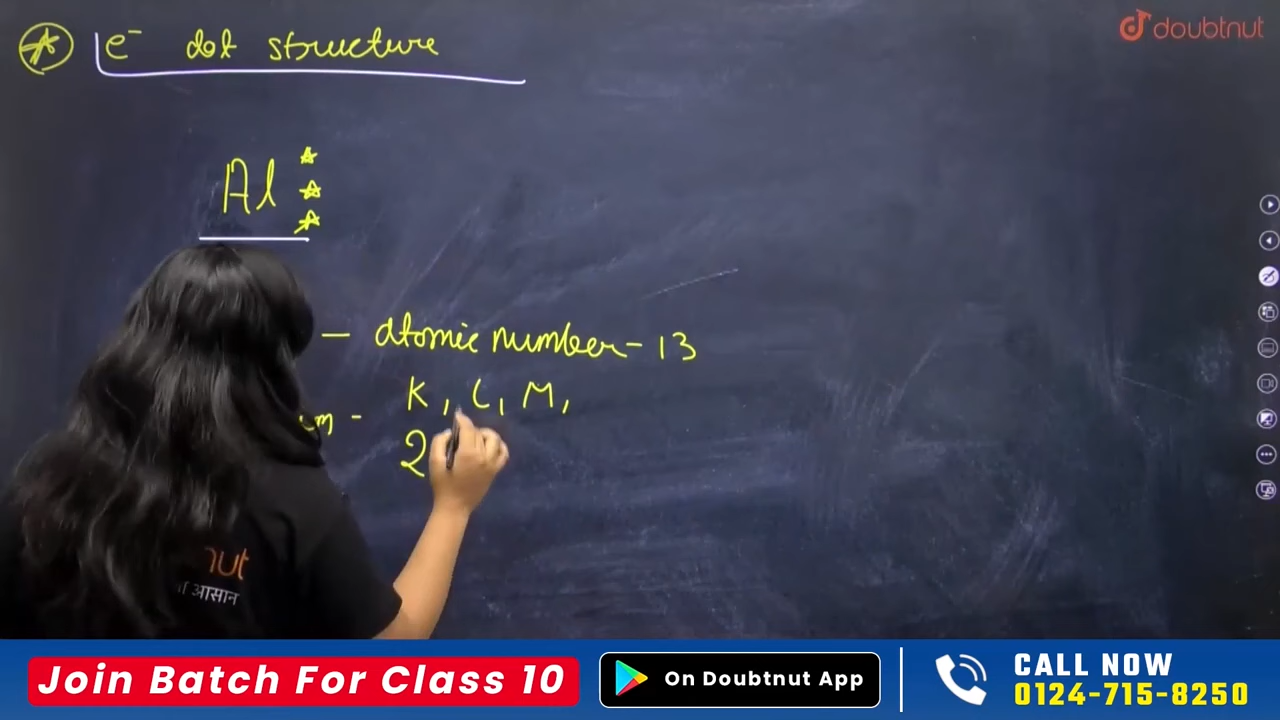 e⁻ dot structure
doubtnut
Al
— atomic number - 13
K, L, M,
2
nut
आसान
Join Batch For Class 10
On Doubtnut App
CALL NOW
0124-715-8250